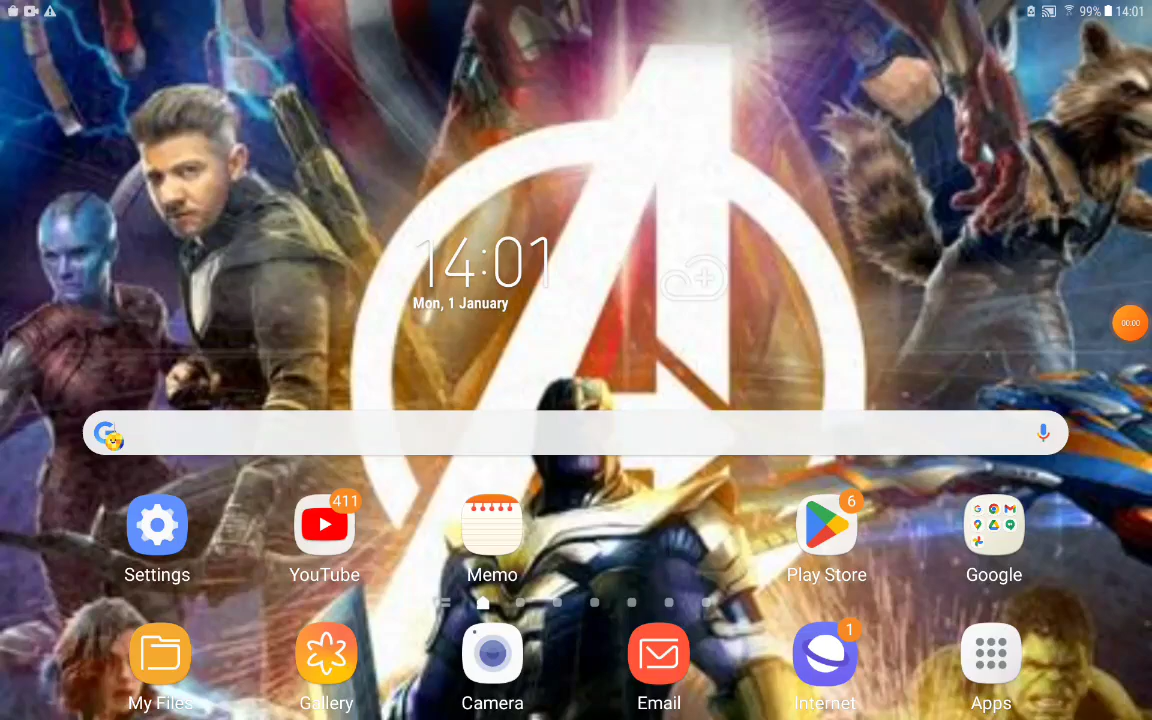 99% 14:01
14:01
Mon, 1 January
00:00
411
6
Settings
YouTube
Memo
Play Store
Google
1
My Files
Gallery
Camera
Email
Internet
Apps